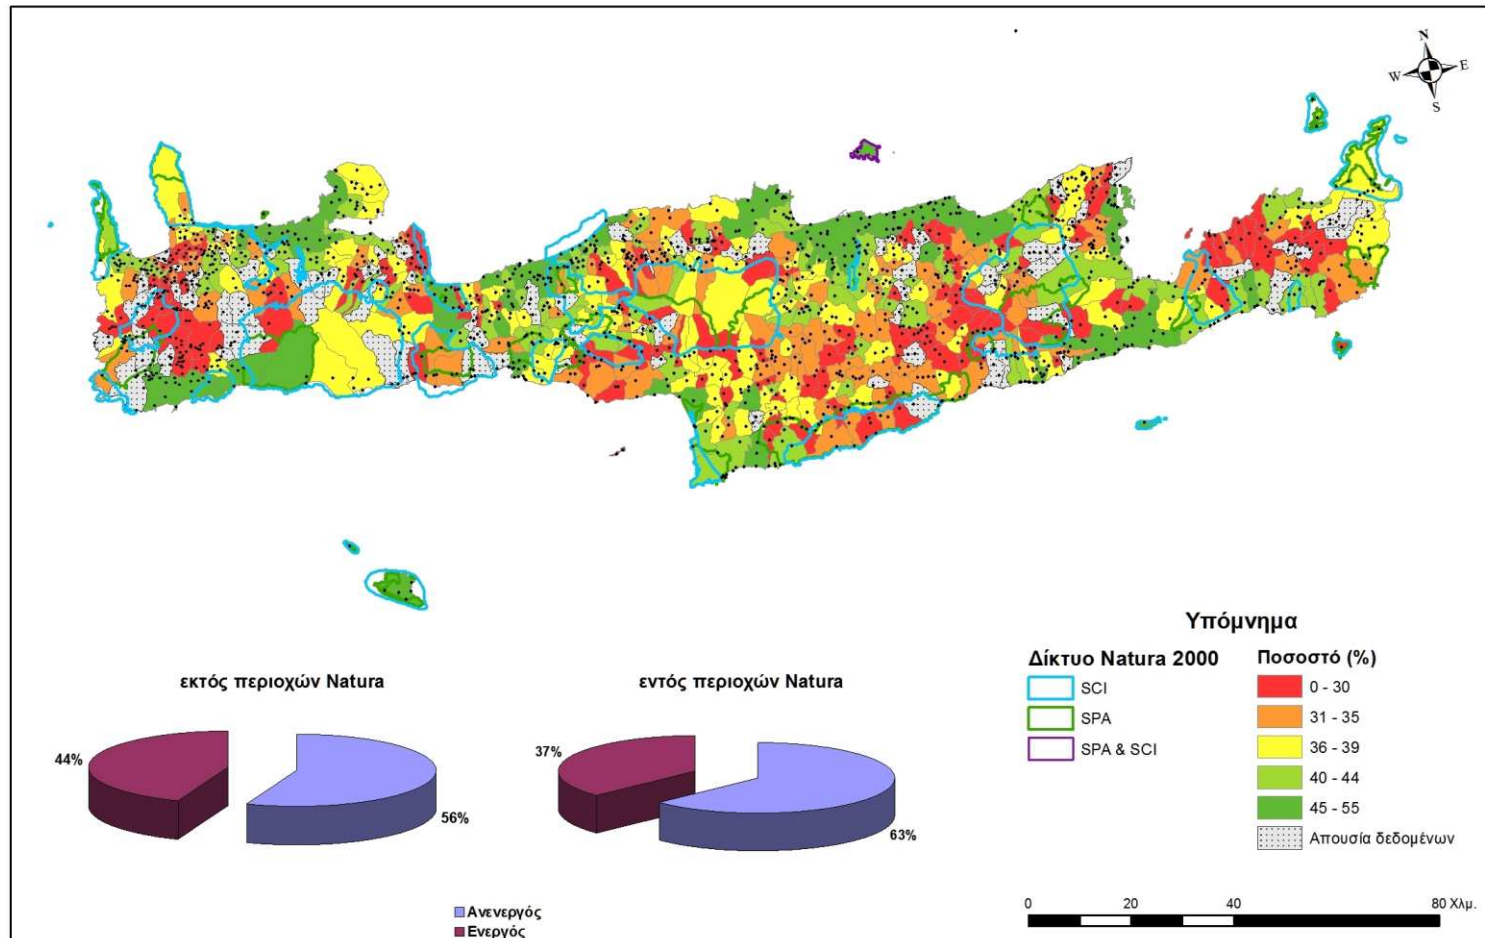 N
W E
S
Υπόμνημα
Δίκτυο Natura 2000
SCI
SPA
SPA & SCI
Ποσοστό (%)
0 - 30
31 - 35
36 - 39
40 - 44
45 - 55
Απουσία δεδομένων
εκτός περιοχών Natura
44%
56%
εντός περιοχών Natura
37%
63%
Ανενεργός
Ενεργός
0 20 40 80 Χλμ.